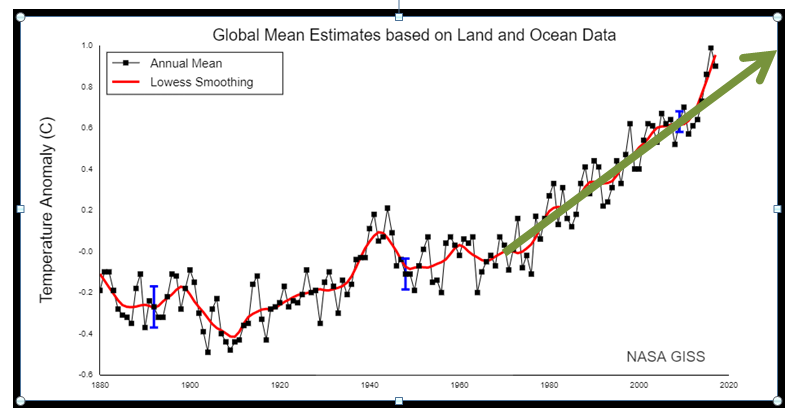 Global Mean Estimates based on Land and Ocean Data
Annual Mean
Lowess Smoothing
Temperature Anomaly (C)
1.0
0.8
0.6
0.4
0.2
-0.0
-0.2
-0.4
-0.6
NASA GISS
1880 1900 1920 1940 1960 1980 2000 2020